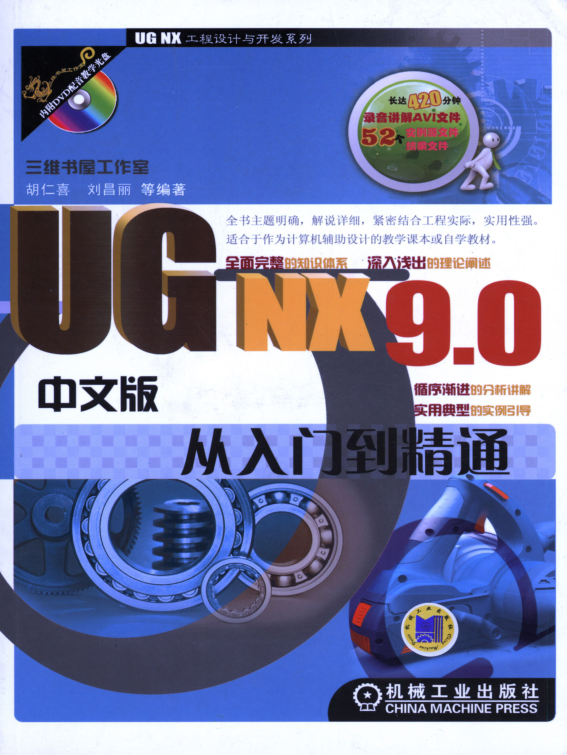 UG NX 工程设计与开发系列
内附DVD配音教学光盘
长达420分钟
录音讲解AVI文件
52个实例源文件
结果文件
三维书屋工作室
胡仁喜 刘昌丽 等编著
全书主题明确，解说详细，紧密结合工程实际，实用性强。
适合于作为计算机辅助设计的教学课本或自学教材。
全面完整的知识体系 深入浅出的理论阐述
UG NX 9.0
循序渐进的分析讲解
中文版
实用典型的实例引导
从入门到精通
机械工业出版社
CHINA MACHINE PRESS